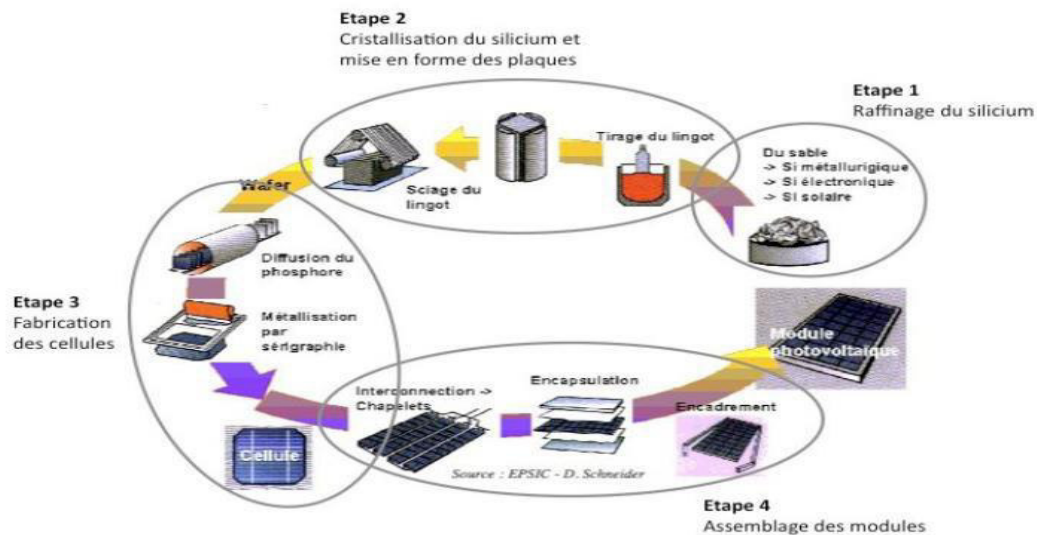 Etape 2
Cristallisation du silicium et
mise en forme des plaques
Etape 1
Raffinage du silicium
Tirage du lingot
Du sable
-> Si métallurigique
-> Si électronique
-> Si solaire
Sciage du
lingot
Wafer
Diffusion du
phosphore
Etape 3
Fabrication
des cellules
Métallisation
par
sérigraphie
Module
photovoltaïque
Interconnection ->
Chapelets
Encapsulation
Encadrement
Cellule
Source : EPSIC - D. Schneider
Etape 4
Assemblage des modules